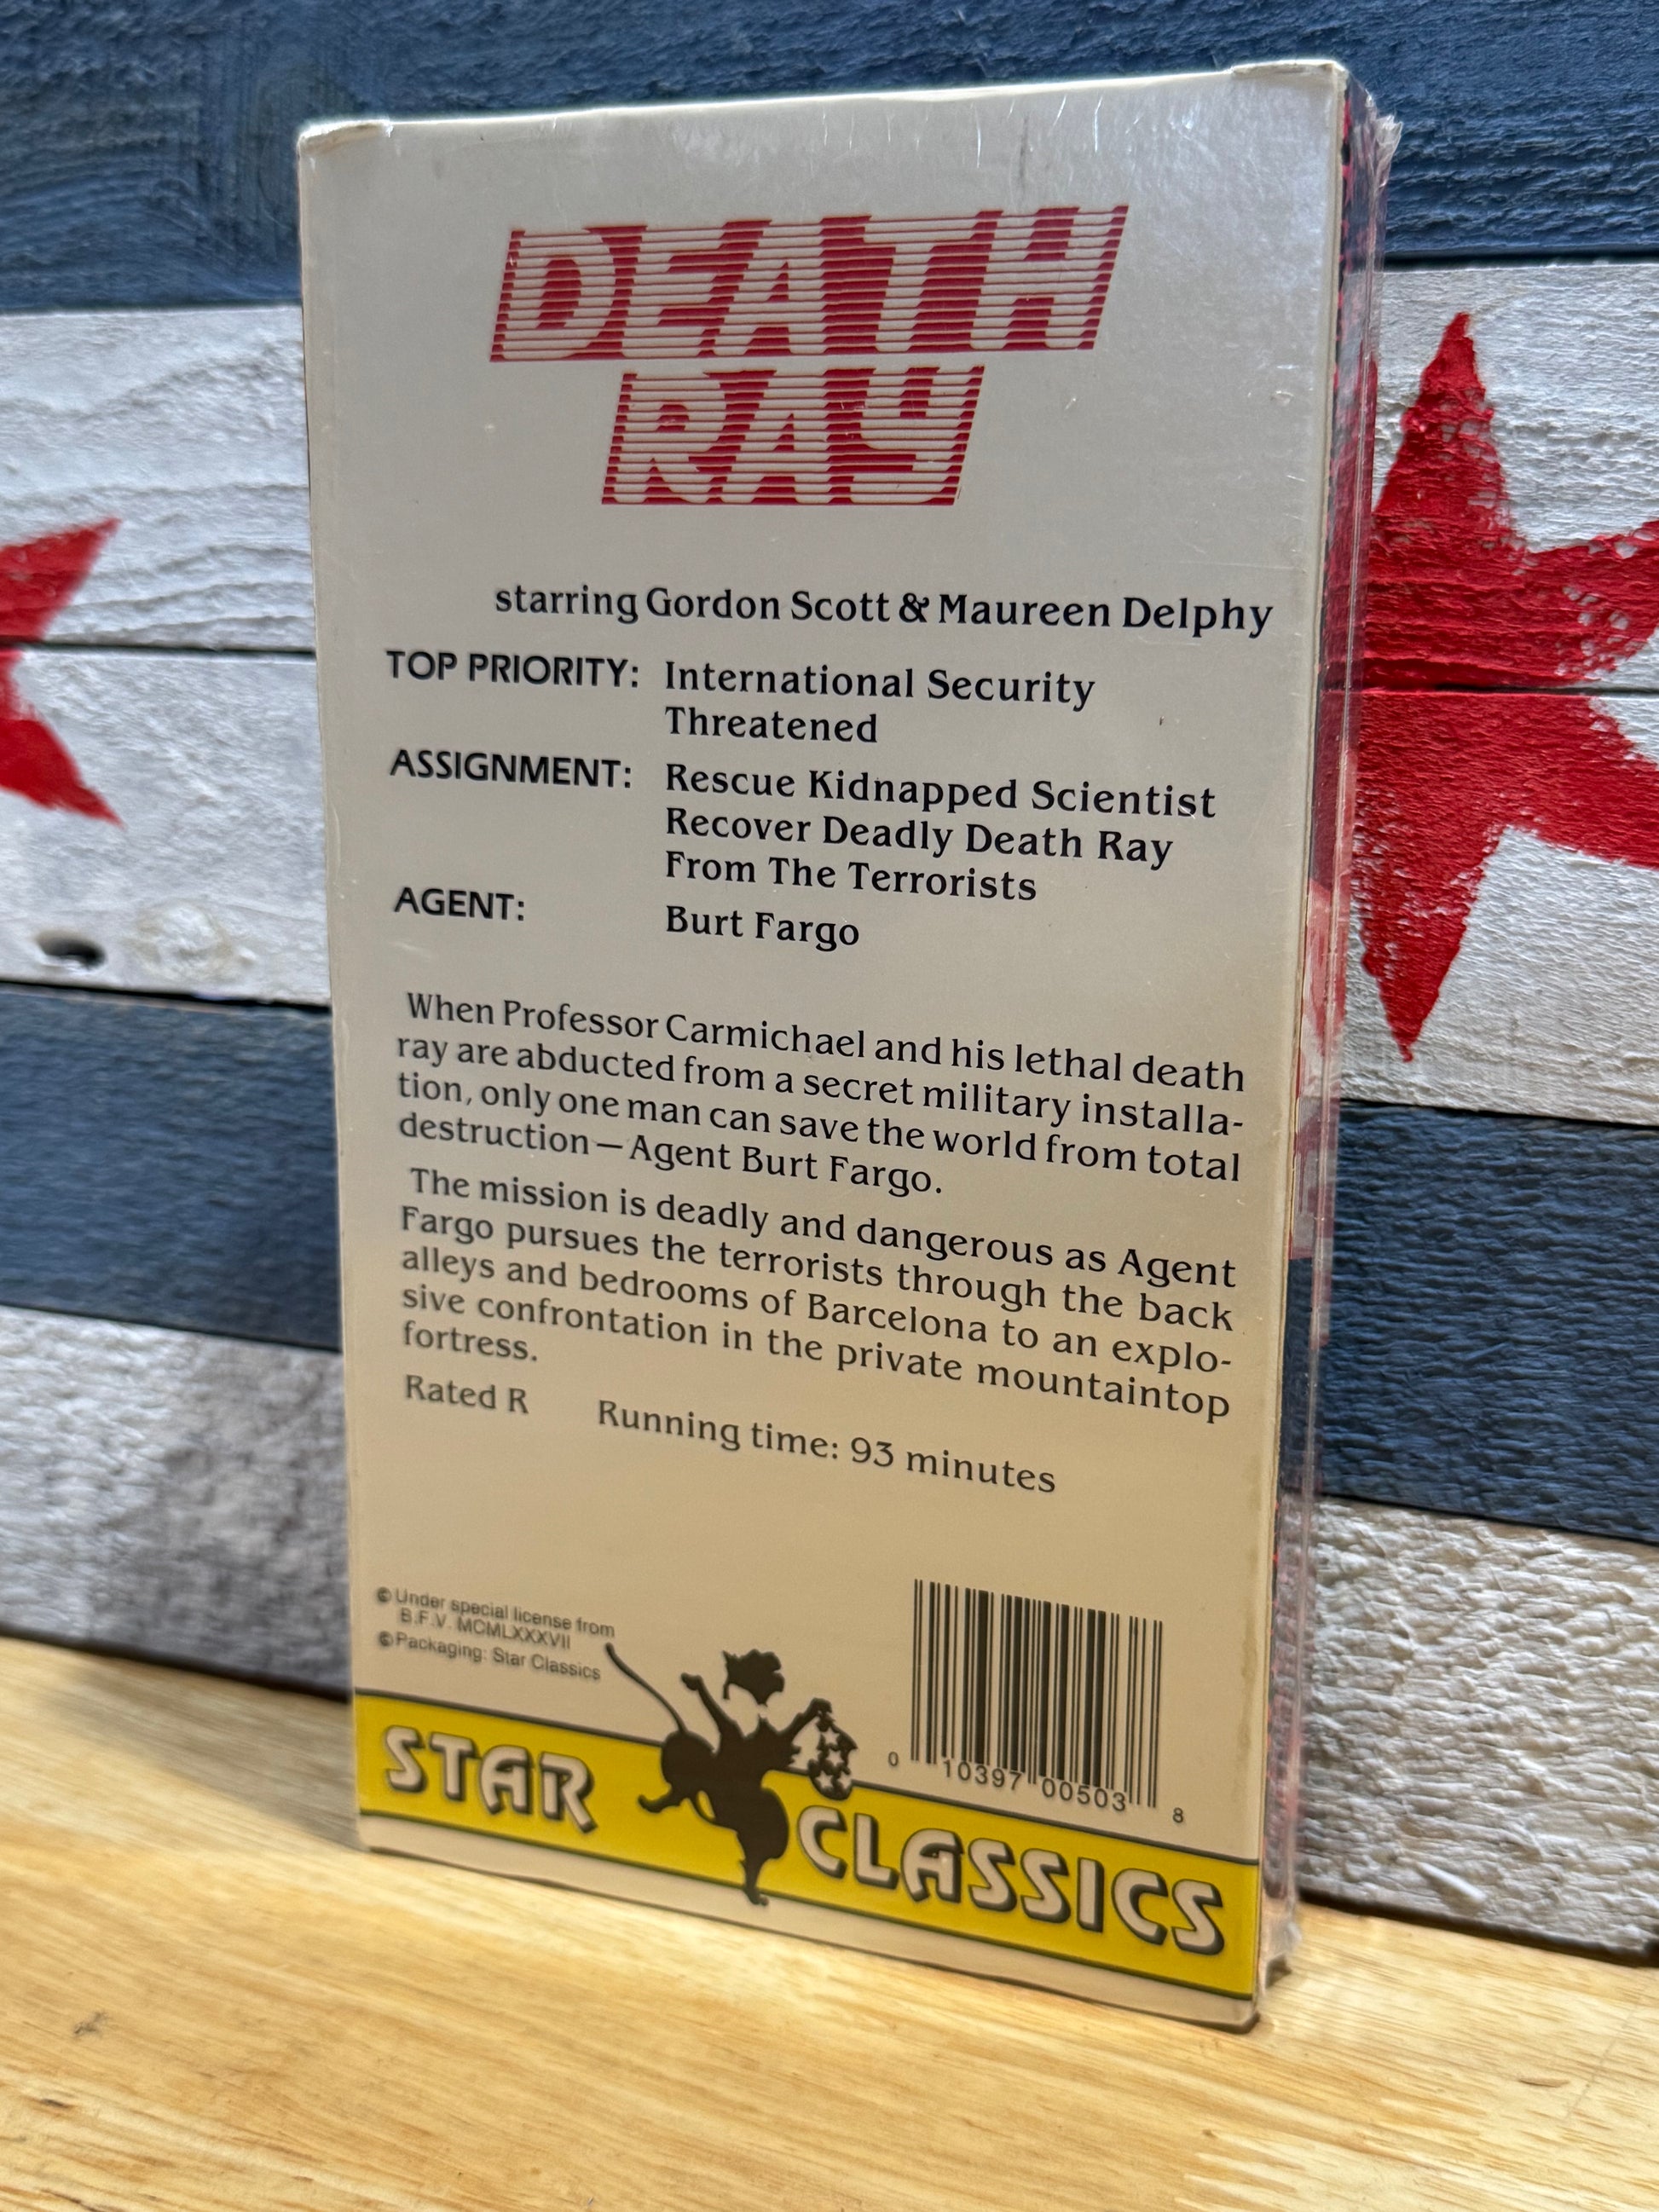 DEATH
RAY
starring Gordon Scott & Maureen Delphy
TOP PRIORITY: International Security
Threatened
ASSIGNMENT: Rescue Kidnapped Scientist
Recover Deadly Death Ray
From The Terrorists
AGENT: Burt Fargo
When Professor Carmichael and his lethal death
ray are abducted from a secret military installa-
tion, only one man can save the world from total
destruction — Agent Burt Fargo.
The mission is deadly and dangerous as Agent
Fargo pursues the terrorists through the back
alleys and bedrooms of Barcelona to an explo-
sive confrontation in the private mountaintop
fortress.
Rated R Running time: 93 minutes
© Under special license from
B.F.V. MCMLXXXVII
© Packaging: Star Classics
0 10397 00503 8
STAR CLASSICS